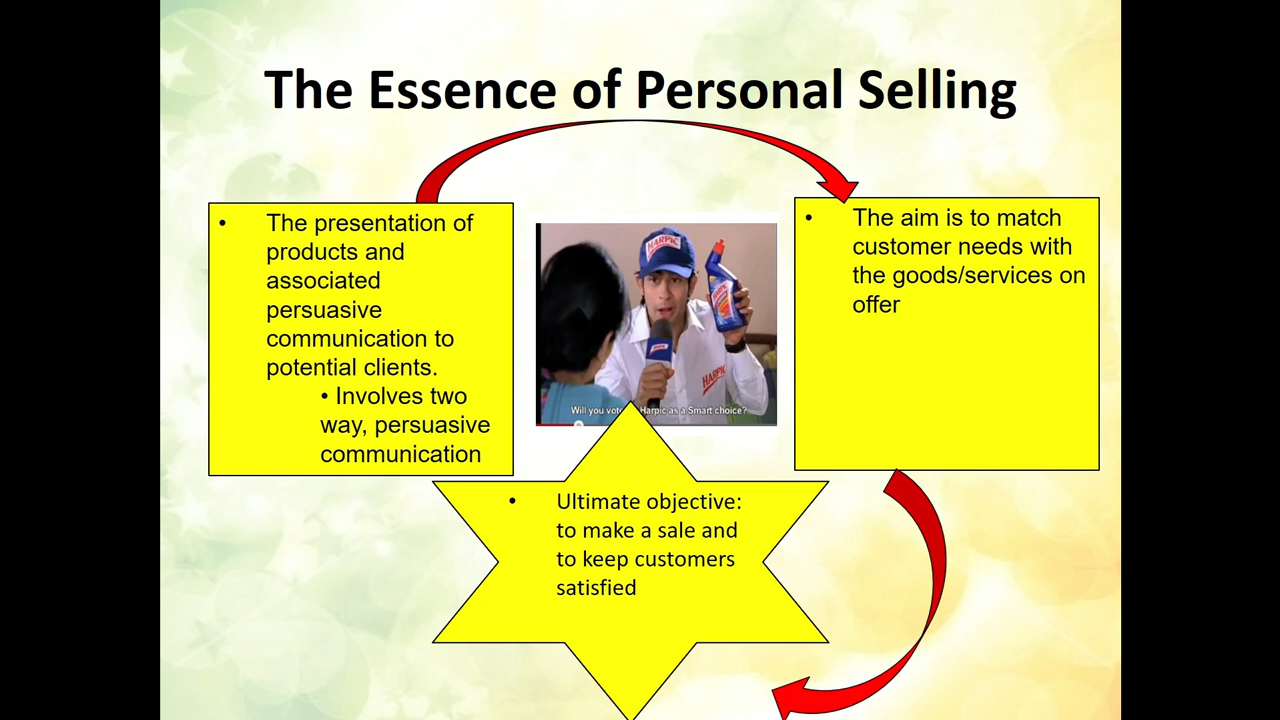 The Essence of Personal Selling
• The presentation of
products and
associated
persuasive
communication to
potential clients.
• Involves two
way, persuasive
communication
HARPIC
HARPIC
Will you vote Harpic as a Smart choice?
• The aim is to match
customer needs with
the goods/services on
offer
• Ultimate objective:
to make a sale and
to keep customers
satisfied